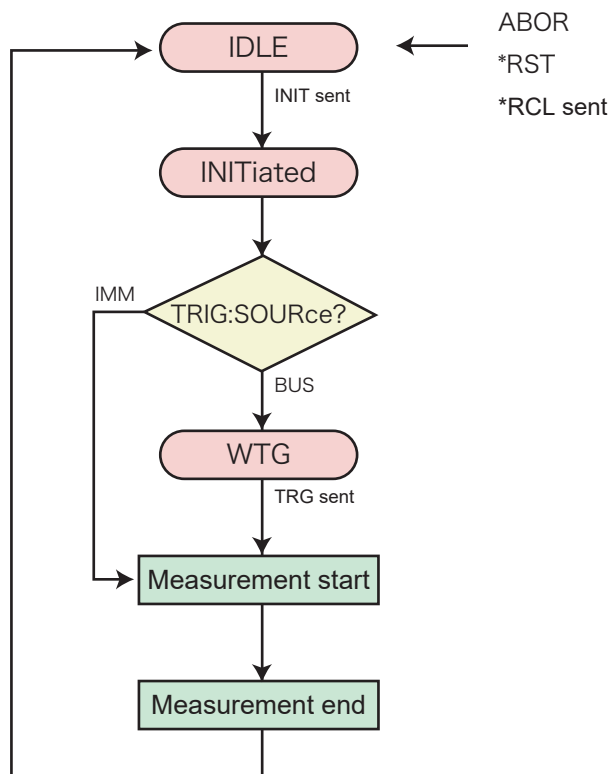 ABOR
IDLE
*RST
INIT sent
*RCL sent
INITiated
IMM
TRIG:SOURce?
BUS
WTG
TRG sent
Measurement start
Measurement end